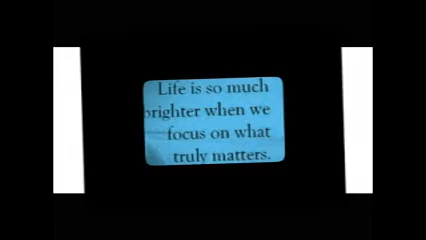 Life is so much
brighter when we
focus on what
truly matters.